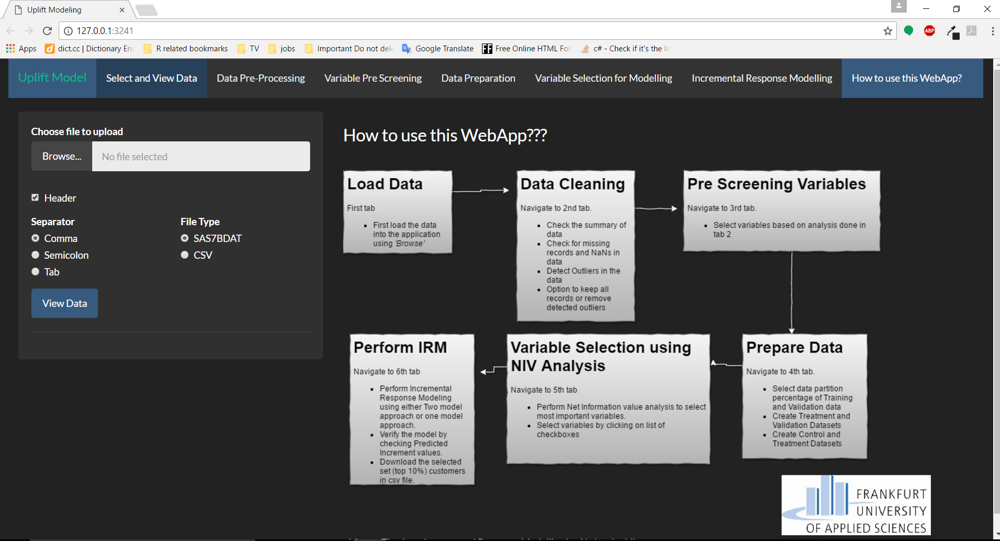 Uplift Modeling
127.0.0.1:3241
ABP
Apps
dict.cc | Dictionary En
R related bookmarks
TV
jobs
Important Do not del
Google Translate
FF
Free Online HTML Fo
c# - Check if it's the la
Uplift Model
Select and View Data
Data Pre-Processing
Variable Pre Screening
Data Preparation
Variable Selection for Modelling
Incremental Response Modelling
How to use this WebApp?
Choose file to upload
Browse...
No file selected
Header
Separator
File Type
Comma
SAS7BDAT
Semicolon
CSV
Tab
View Data
How to use this WebApp???
Load Data
First tab
First load the data
into the application
using 'Browse'
Data Cleaning
Navigate to 2nd tab.
Check the summary of
data
Check for missing
records and NaNs in
data
Detect Outliers in the
data
Option to keep all
records or remove
detected outliers
Pre Screening Variables
Navigate to 3rd tab.
Select variables based on analysis done in
tab 2
Prepare Data
Navigate to 4th tab.
Select data partition
percentage of Training
and Validation data
Create Treatment and
Validation Datasets
Create Control and
Treatment Datasets
Variable Selection using
NIV Analysis
Navigate to 5th tab
Perform Net Information value analysis to select
most important variables.
Select variables by clicking on list of
checkboxes
Perform IRM
Navigate to 6th tab
Perform Incremental
Response Modeling
using either Two model
approach or one model
approach.
Verify the model by
checking Predicted
Increment values.
Download the selected
set (top 10%) customers
in csv file.
FRANKFURT
UNIVERSITY
OF APPLIED SCIENCES